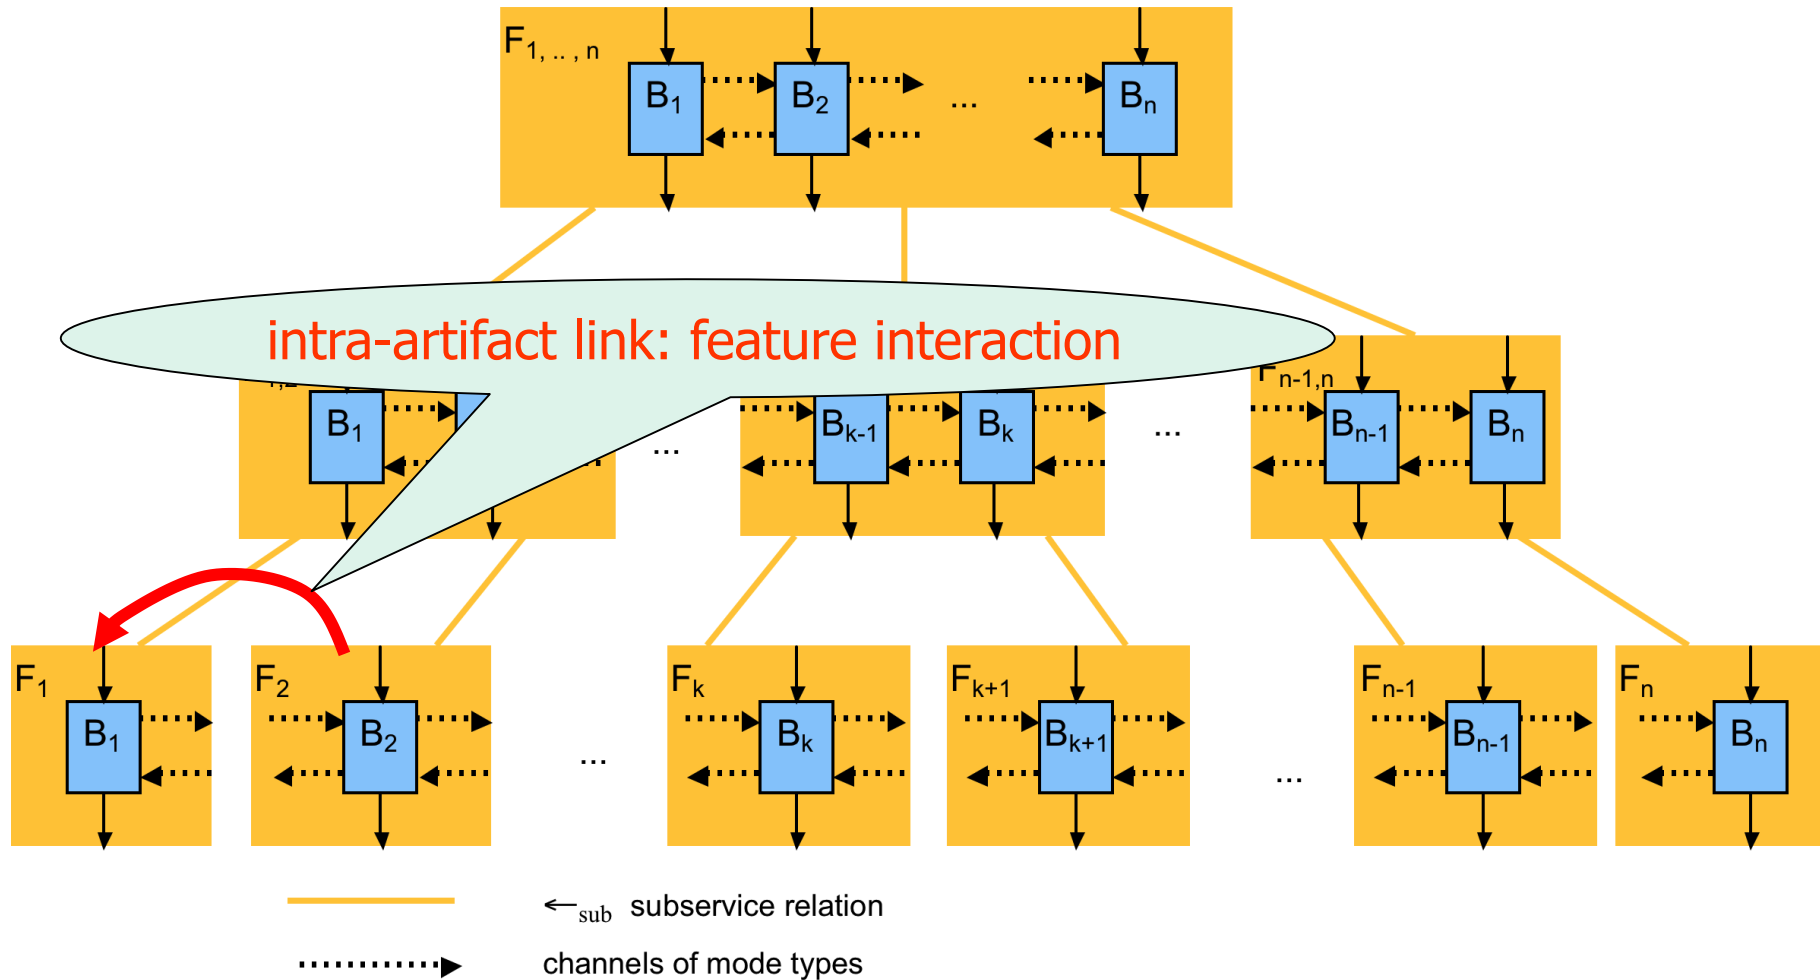 F1, .. , n
B1 B2 ... Bn
intra-artifact link: feature interaction
Fn-1,n
B1 ... Bk-1 Bk ... Bn-1 Bn
F1 F2 Fk Fk+1 Fn-1 Fn
B1 B2 ... Bk Bk+1 ... Bn-1 Bn
←sub subservice relation
channels of mode types